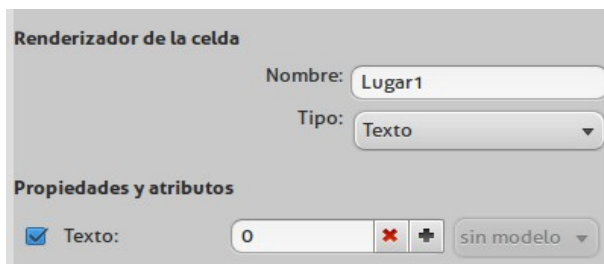 Renderizador de la celda
Nombre: Lugar1
Tipo: Texto
Propiedades y atributos
Texto: 0 sin modelo